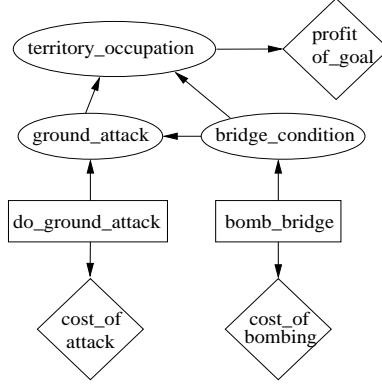 territory_occupation
profit
of_goal
ground_attack
bridge_condition
do_ground_attack
bomb_bridge
cost_of
attack
cost_of
bombing